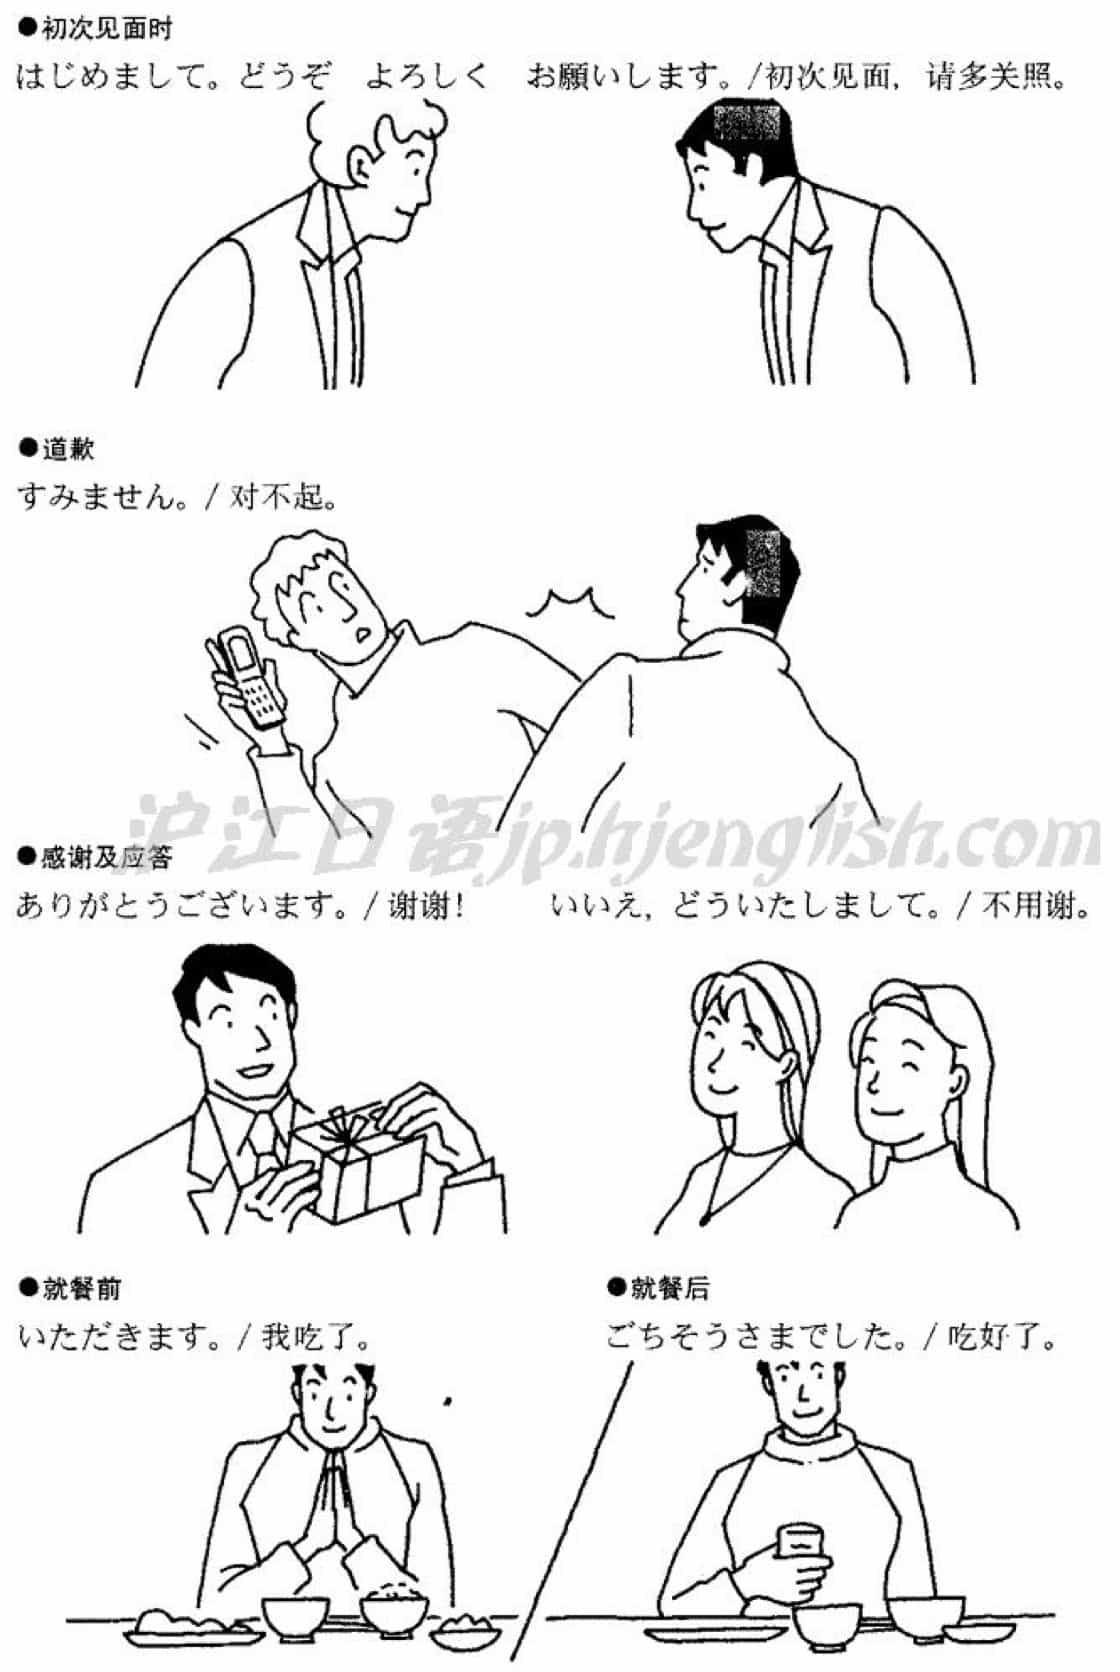 ●初次见面时
はじめまして。どうぞ　よろしく　お願いします。/初次见面，请多关照。
●道歉
すみません。/ 对不起。
沪江日语jp.hjenglish.com
●感谢及应答
ありがとうございます。/ 谢谢!　いいえ，どういたしまして。/ 不用谢。
●就餐前
いただきます。/ 我吃了。
●就餐后
ごちそうさまでした。/ 吃好了。